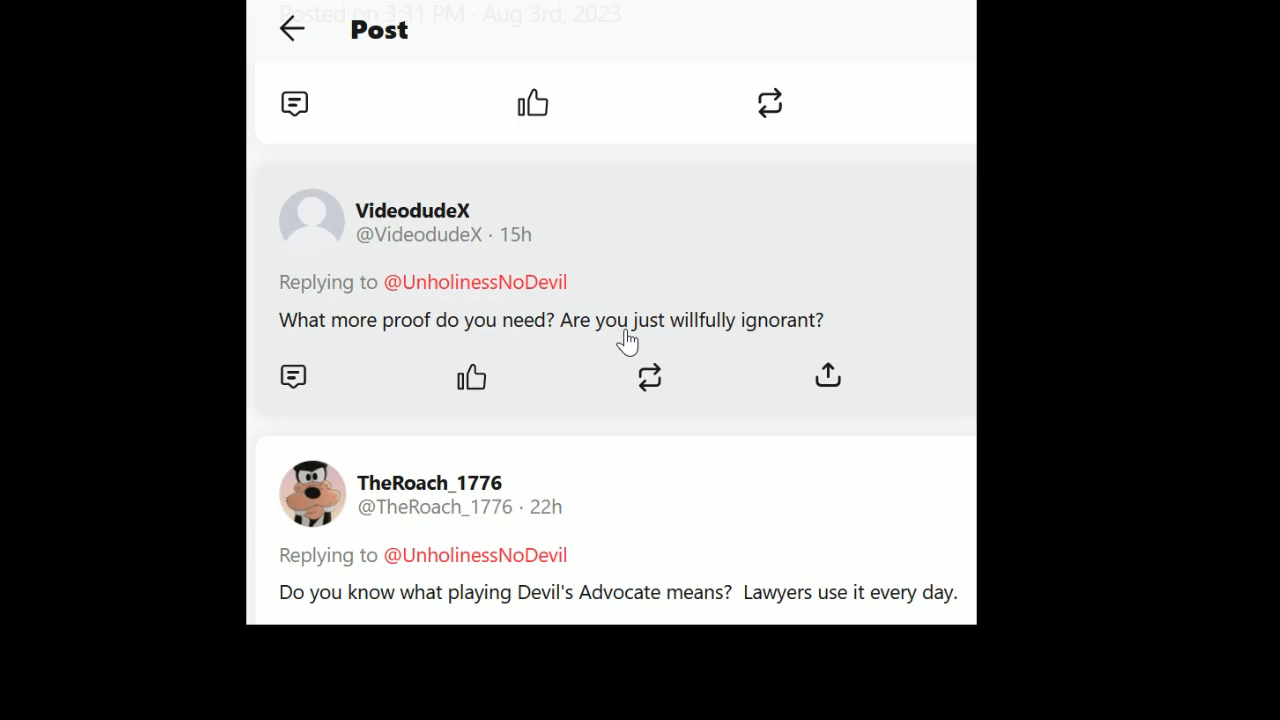 Posted on 3:31 PM · Aug 3rd, 2023
Post
VideodudeX
@VideodudeX · 15h
Replying to @UnholinessNoDevil
What more proof do you need? Are you just willfully ignorant?
TheRoach_1776
@TheRoach_1776 · 22h
Replying to @UnholinessNoDevil
Do you know what playing Devil's Advocate means?  Lawyers use it every day.